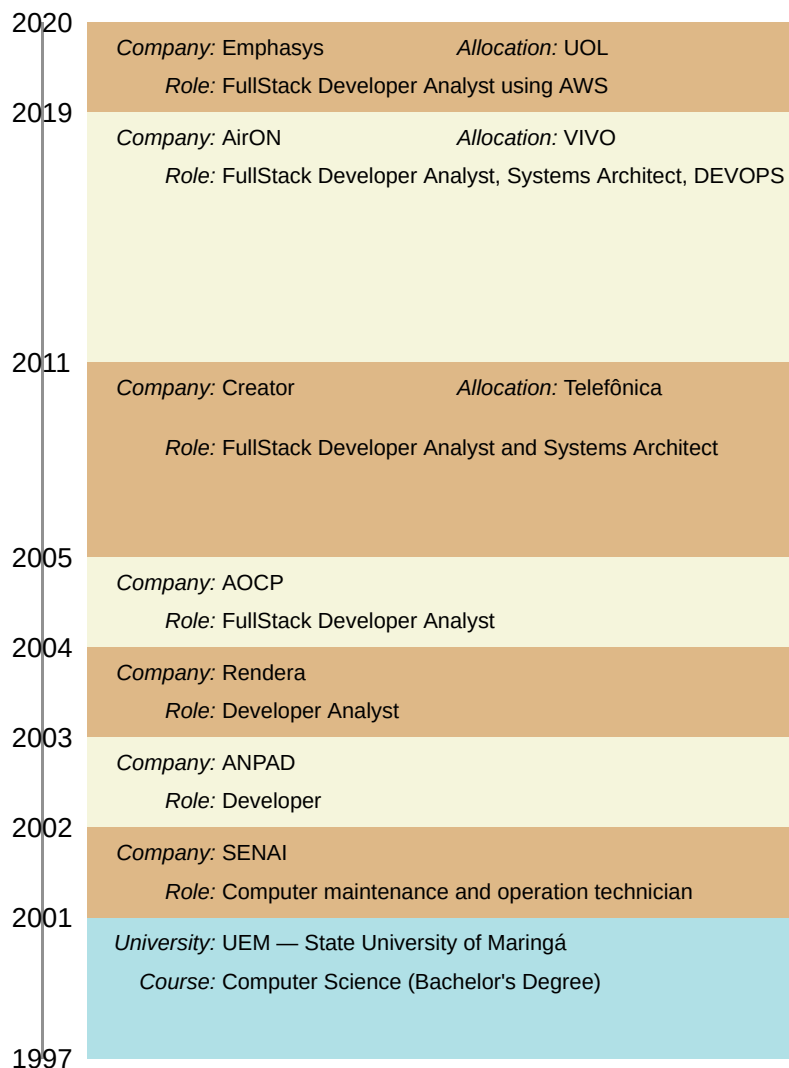 2020
Company: Emphasys Allocation: UOL
Role: FullStack Developer Analyst using AWS
2019
Company: AirON Allocation: VIVO
Role: FullStack Developer Analyst, Systems Architect, DEVOPS
2011
Company: Creator Allocation: Telefônica
Role: FullStack Developer Analyst and Systems Architect
2005
Company: AOCP
Role: FullStack Developer Analyst
2004
Company: Rendera
Role: Developer Analyst
2003
Company: ANPAD
Role: Developer
2002
Company: SENAI
Role: Computer maintenance and operation technician
2001
University: UEM — State University of Maringá
Course: Computer Science (Bachelor's Degree)
1997